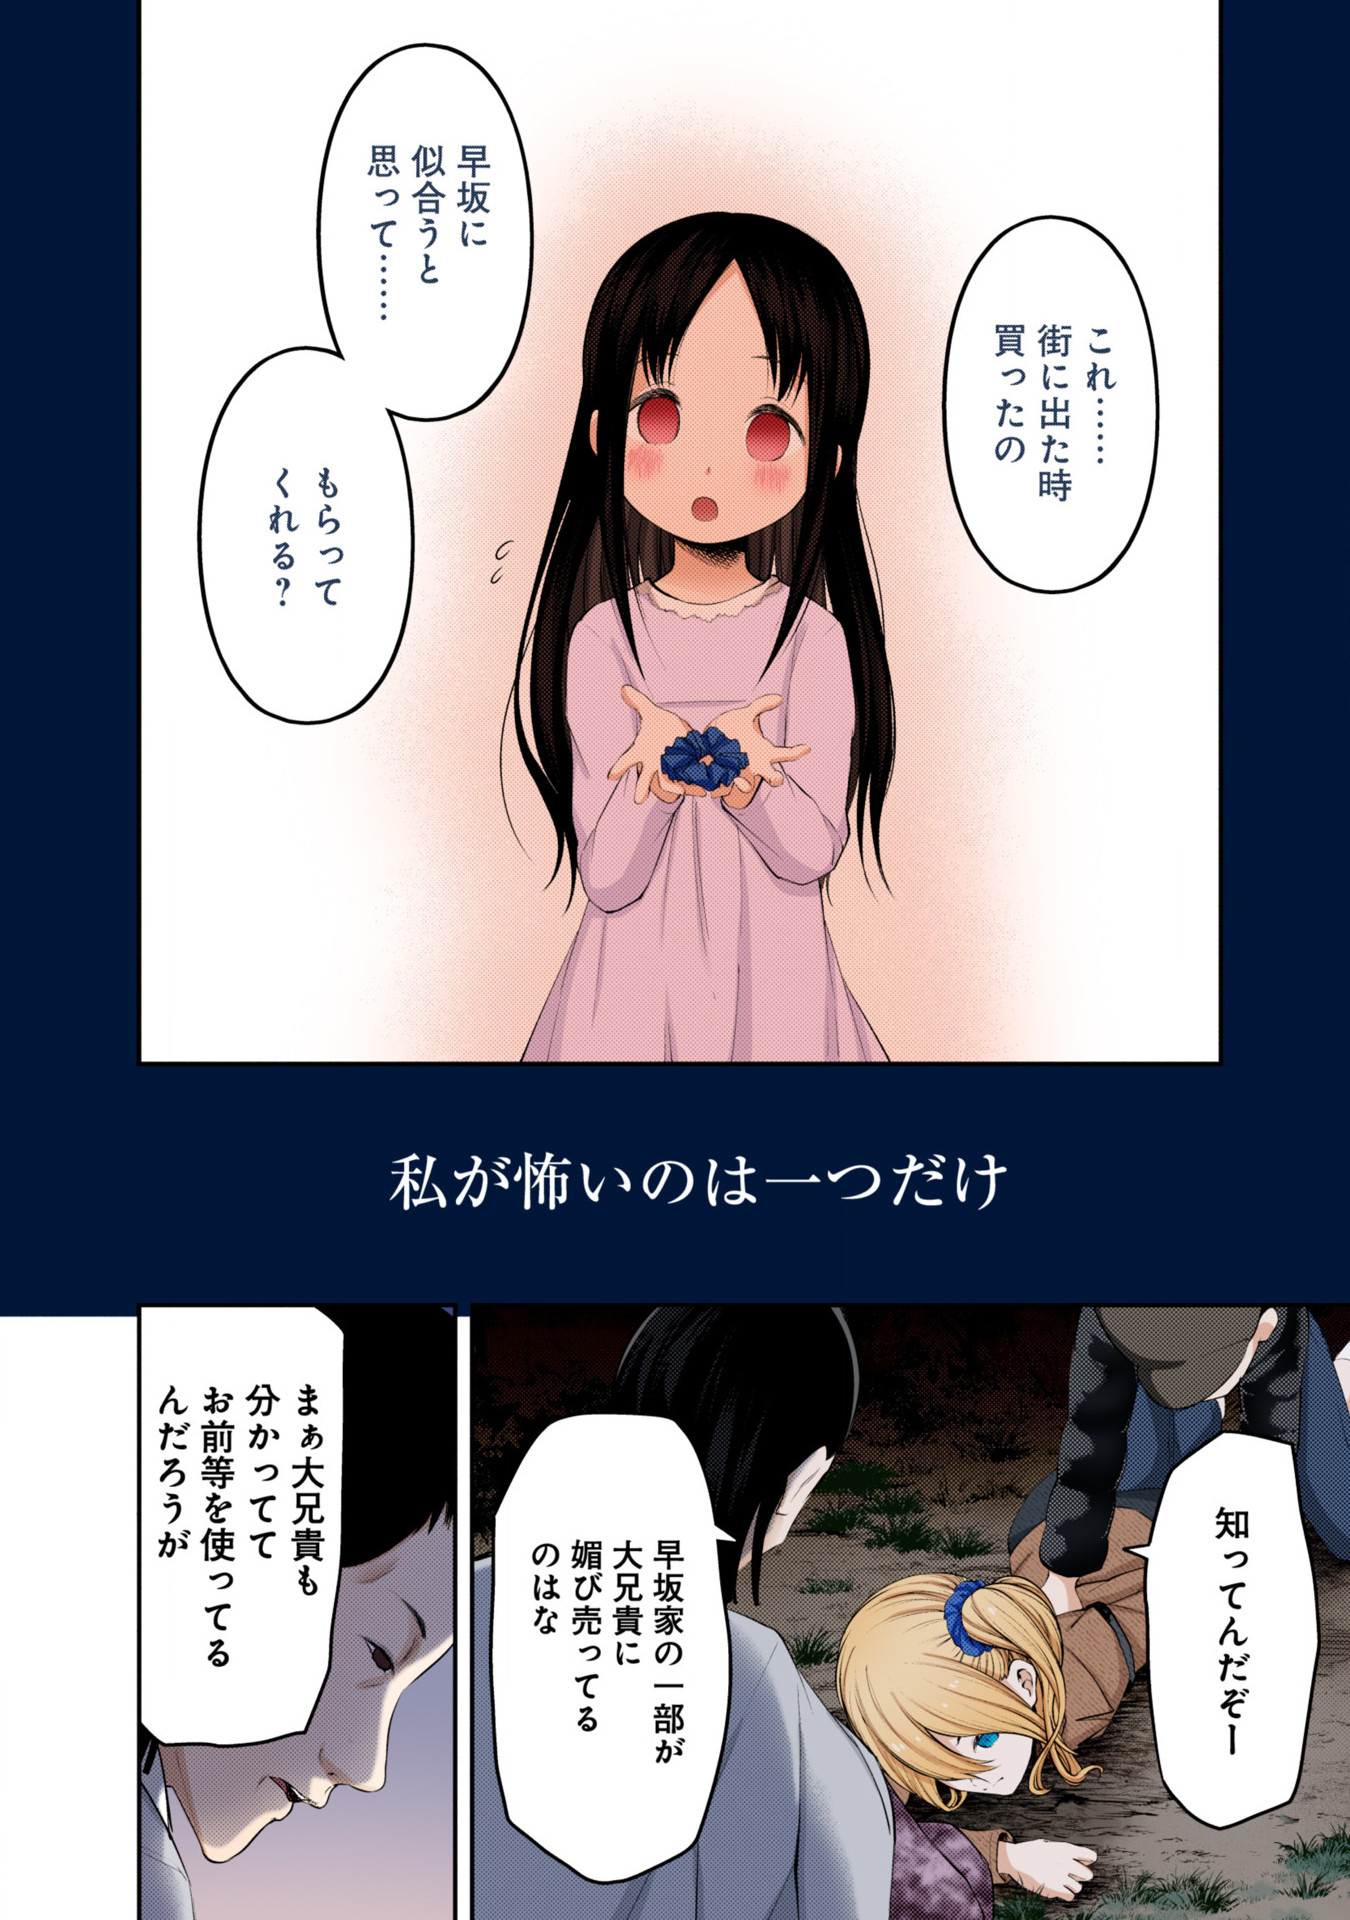 これ……
街に出た時
買ったの
早坂に
似合うと
思って……
もらって
くれる？
私が怖いのは一つだけ
知ってんだぞー
早坂家の一部が
大兄貴に
媚び売ってる
のはな
まぁ大兄貴も
分かってて
お前等を使ってる
んだろうが